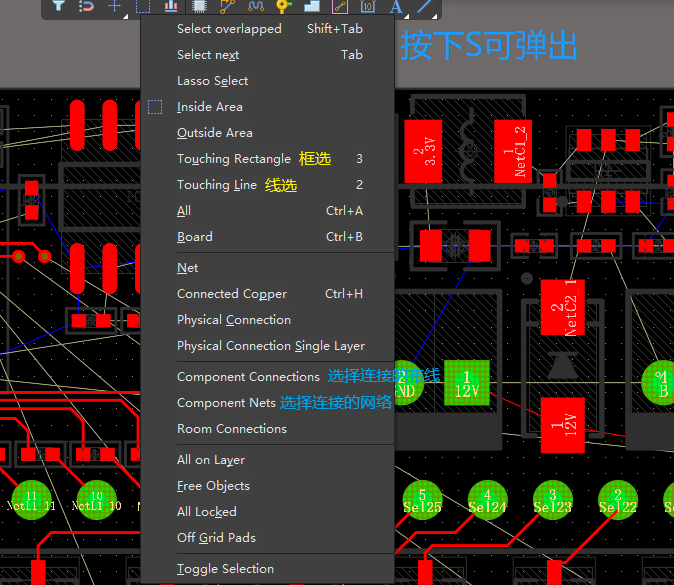 按下S可弹出
Select overlapped Shift+Tab
Select next Tab
Lasso Select
Inside Area
Outside Area
Touching Rectangle 框选 3
Touching Line 线选 2
All Ctrl+A
Board Ctrl+B
Net
Connected Copper Ctrl+H
Physical Connection
Physical Connection Single Layer
Component Connections 选择连接的走线
Component Nets 选择连接的网络
Room Connections
All on Layer
Free Objects
All Locked
Off Grid Pads
Toggle Selection
2
3.3V
1
NetC1_2
2
NetC2_1
1
12V
2
GND
1
12V
1
B
11
NetL1_11
10
NetL1_10
5
Sel25
4
Sel24
3
Sel23
2
Sel22